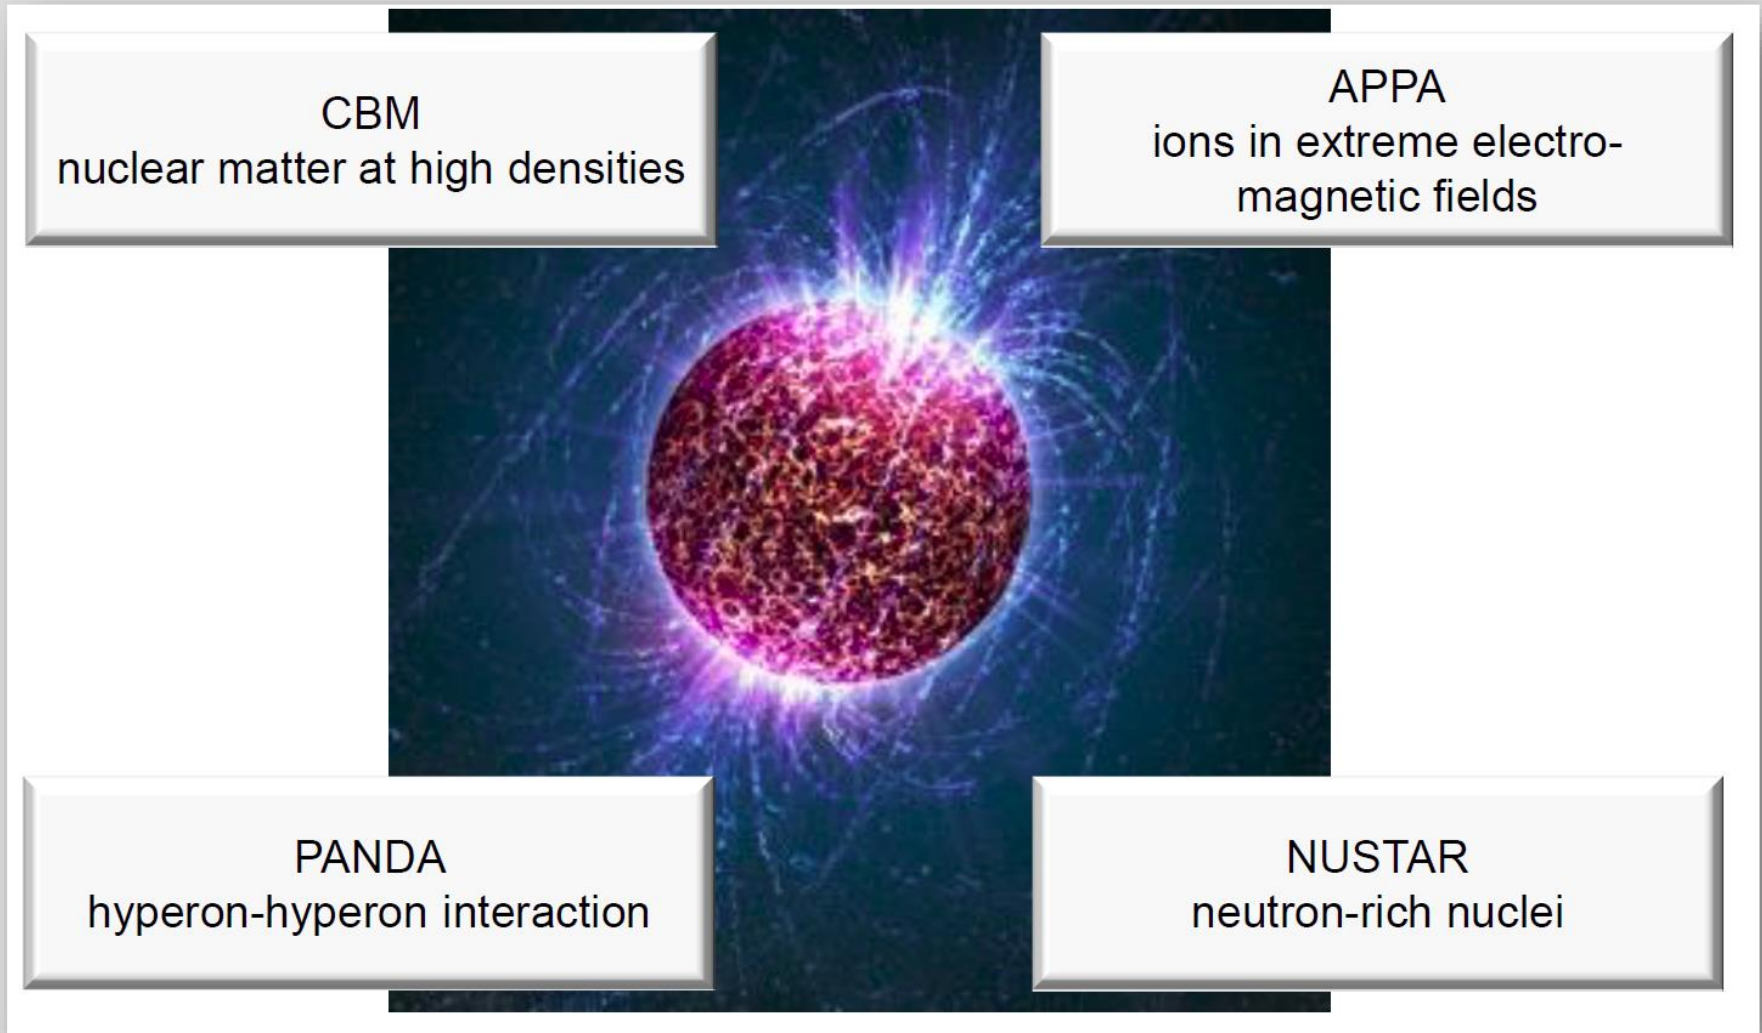 CBM
nuclear matter at high densities
APPA
ions in extreme electro-
magnetic fields
PANDA
hyperon-hyperon interaction
NUSTAR
neutron-rich nuclei